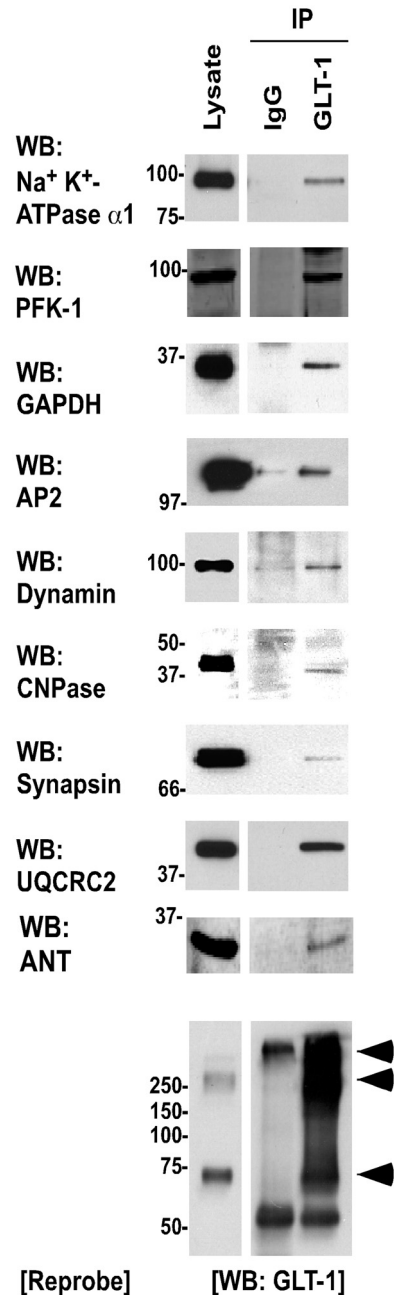 IP
Lysate
IgG
GLT-1
WB:
Na+ K+-
ATPase α1
100-
75-
WB:
PFK-1
100-
WB:
GAPDH
37-
WB:
AP2
97-
WB:
Dynamin
100-
WB:
CNPase
50-
37-
WB:
Synapsin
66-
WB:
UQCRC2
37-
WB:
ANT
37-
250-
150-
100-
75-
50-
[Reprobe]
[WB: GLT-1]